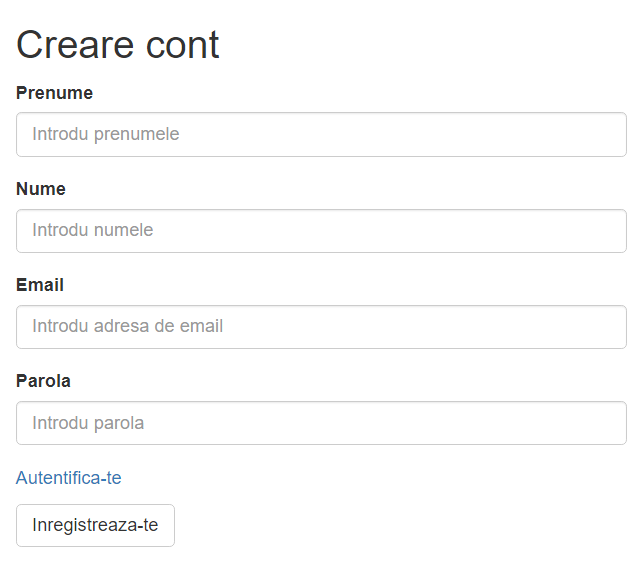 Creare cont
Prenume
Introdu prenumele
Nume
Introdu numele
Email
Introdu adresa de email
Parola
Introdu parola
Autentifica-te
Inregistreaza-te